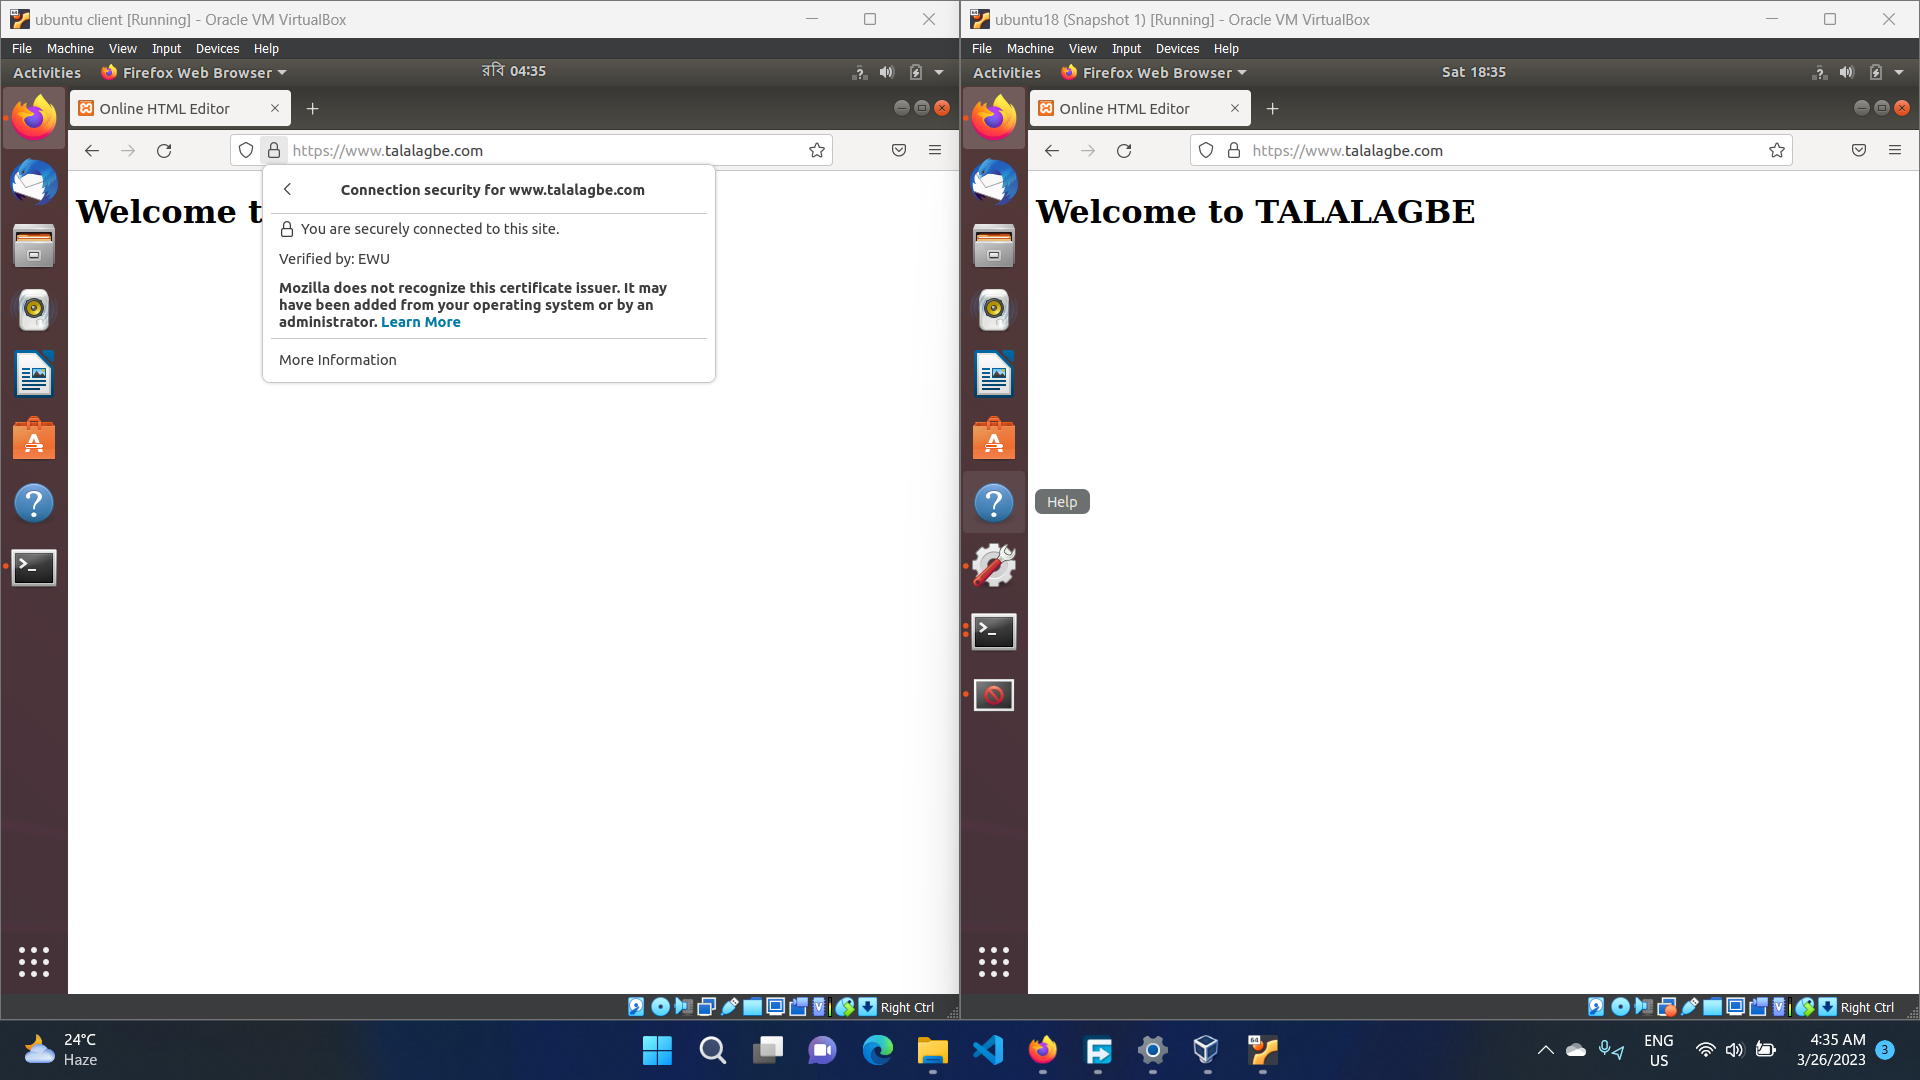 ubuntu client [Running] - Oracle VM VirtualBox
File Machine View Input Devices Help
Activities Firefox Web Browser রবি 04:35
Online HTML Editor
https://www.talalagbe.com
Connection security for www.talalagbe.com
Welcome t
You are securely connected to this site.
Verified by: EWU
Mozilla does not recognize this certificate issuer. It may
have been added from your operating system or by an
administrator. Learn More
More Information
Right Ctrl
ubuntu18 (Snapshot 1) [Running] - Oracle VM VirtualBox
File Machine View Input Devices Help
Activities Firefox Web Browser Sat 18:35
Online HTML Editor
https://www.talalagbe.com
Welcome to TALALAGBE
Help
Right Ctrl
24°C
Haze
ENG
US
4:35 AM
3/26/2023
3